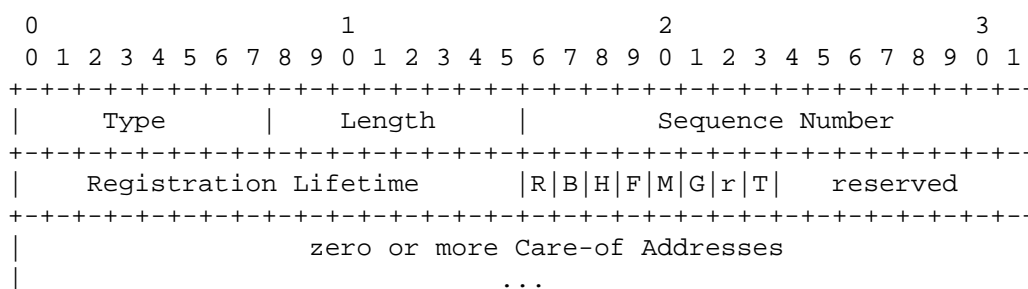 0                   1                   2                   3
 0 1 2 3 4 5 6 7 8 9 0 1 2 3 4 5 6 7 8 9 0 1 2 3 4 5 6 7 8 9 0 1
+-+-+-+-+-+-+-+-+-+-+-+-+-+-+-+-+-+-+-+-+-+-+-+-+-+-+-+-+-+-+-+--
|     Type      |    Length     |        Sequence Number
+-+-+-+-+-+-+-+-+-+-+-+-+-+-+-+-+-+-+-+-+-+-+-+-+-+-+-+-+-+-+-+--
|    Registration Lifetime      |R|B|H|F|M|G|r|T|   reserved
+-+-+-+-+-+-+-+-+-+-+-+-+-+-+-+-+-+-+-+-+-+-+-+-+-+-+-+-+-+-+-+--
|                  zero or more Care-of Addresses
|                              ...